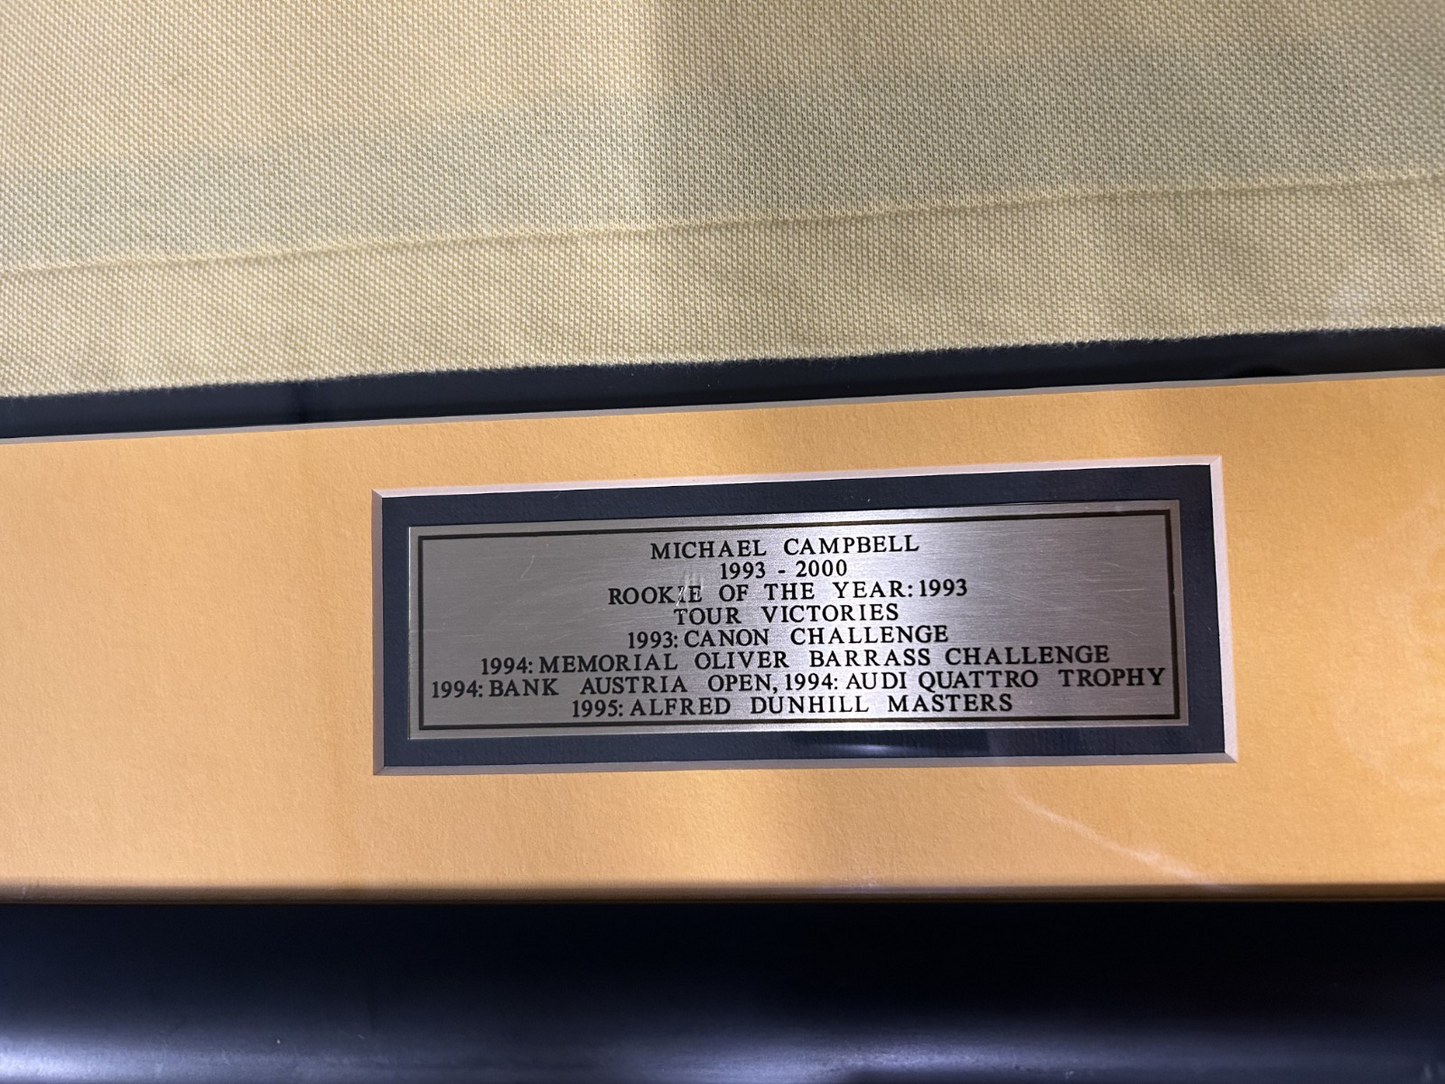 MICHAEL CAMPBELL
1993 - 2000
ROOKIE OF THE YEAR: 1993
TOUR VICTORIES
1993: CANON CHALLENGE
1994: MEMORIAL OLIVER BARRASS CHALLENGE
1994: BANK AUSTRIA OPEN, 1994: AUDI QUATTRO TROPHY
1995: ALFRED DUNHILL MASTERS